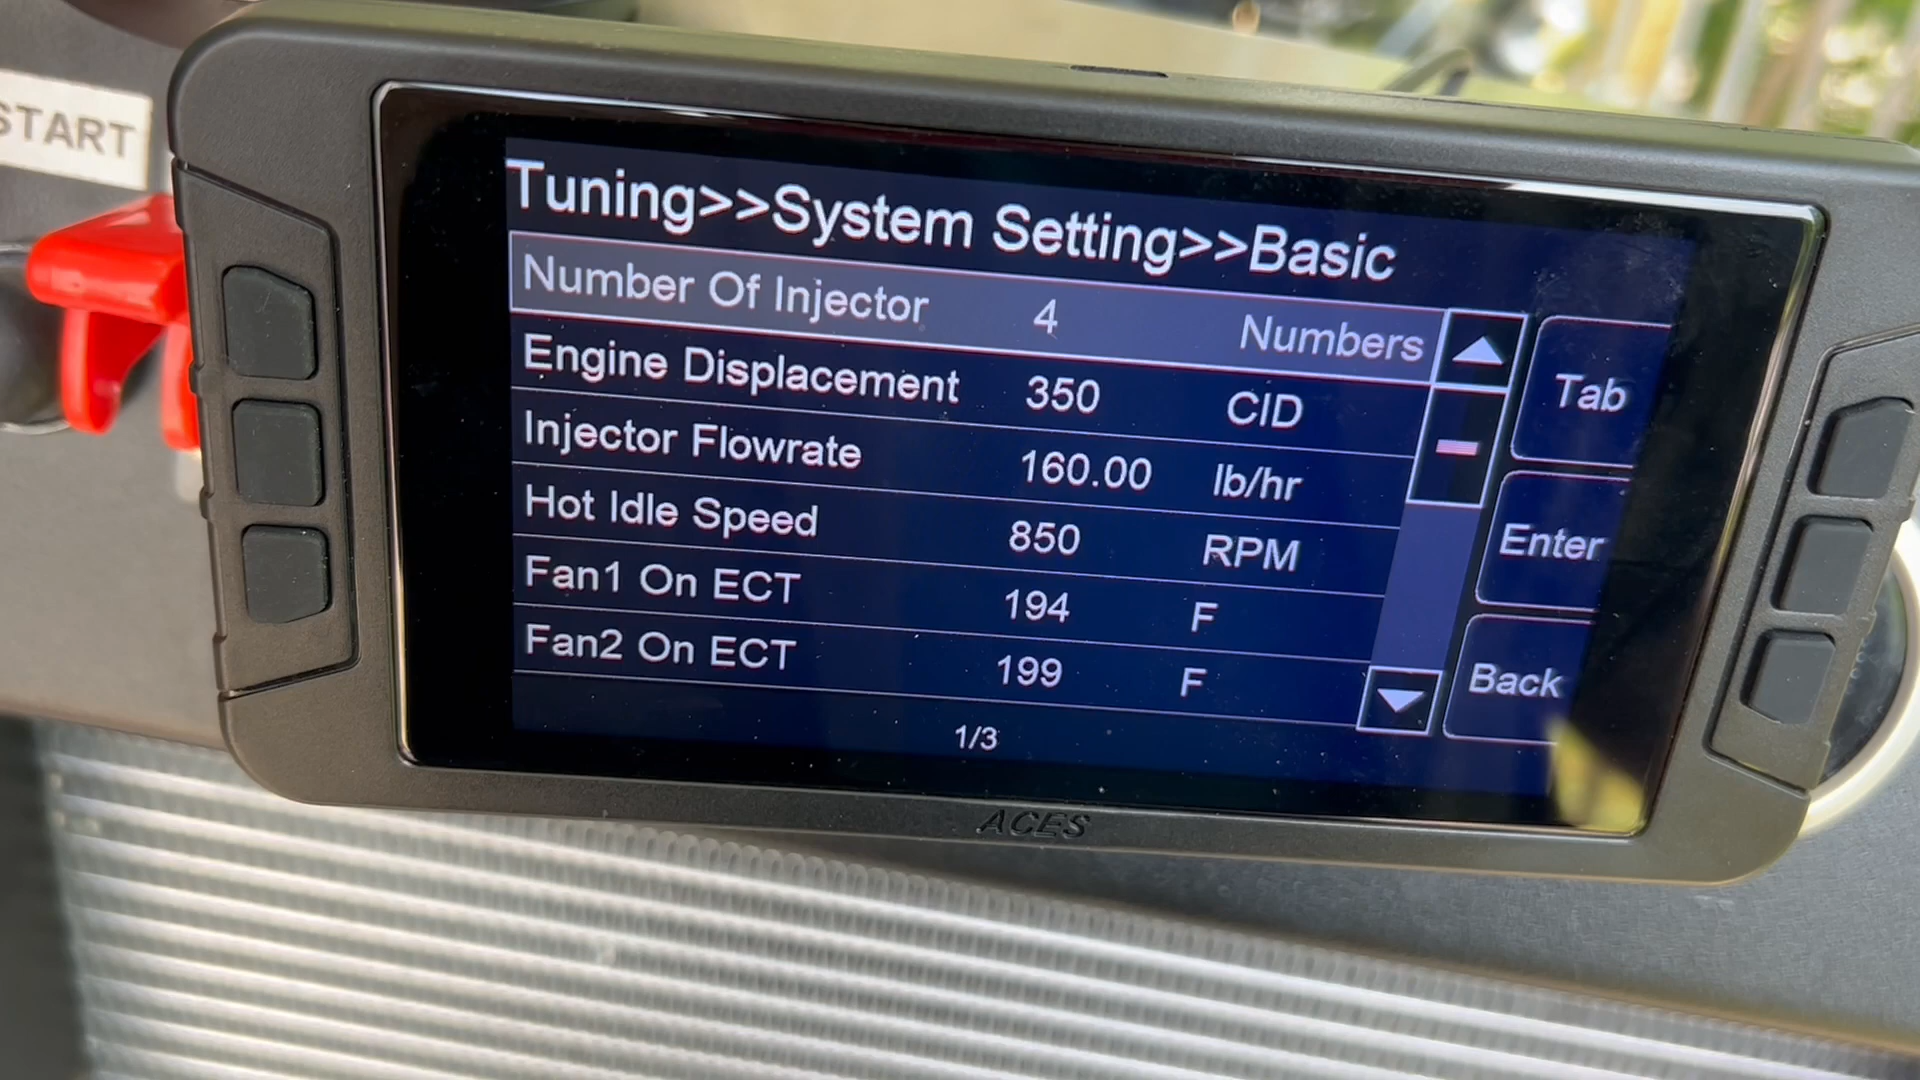 START
Tuning>>System Setting>>Basic
Number Of Injector 4 Numbers
Engine Displacement 350 CID
Injector Flowrate 160.00 lb/hr
Hot Idle Speed 850 RPM
Fan1 On ECT 194 F
Fan2 On ECT 199 F
1/3
Tab
Enter
Back
ACES